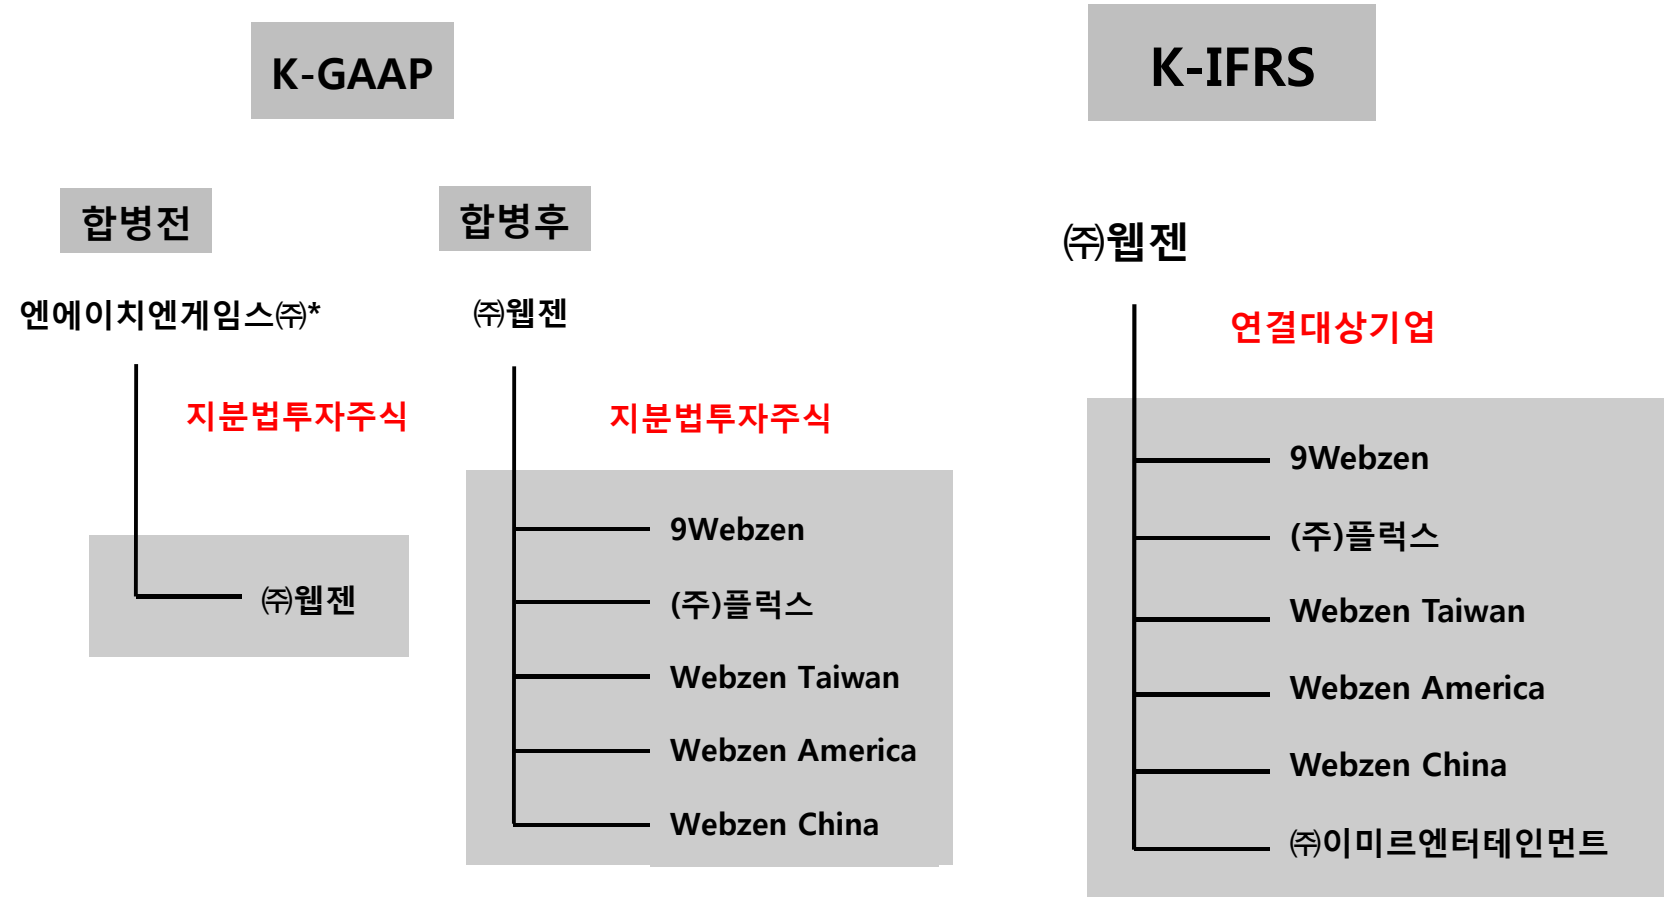 K-GAAP
K-IFRS
합병전
합병후
㈜웹젠
엔에이치엔게임스㈜*
㈜웹젠
연결대상기업
지분법투자주식
지분법투자주식
9Webzen
(주)플럭스
Webzen Taiwan
Webzen America
Webzen China
㈜이미르엔터테인먼트
9Webzen
(주)플럭스
Webzen Taiwan
Webzen America
Webzen China
㈜웹젠